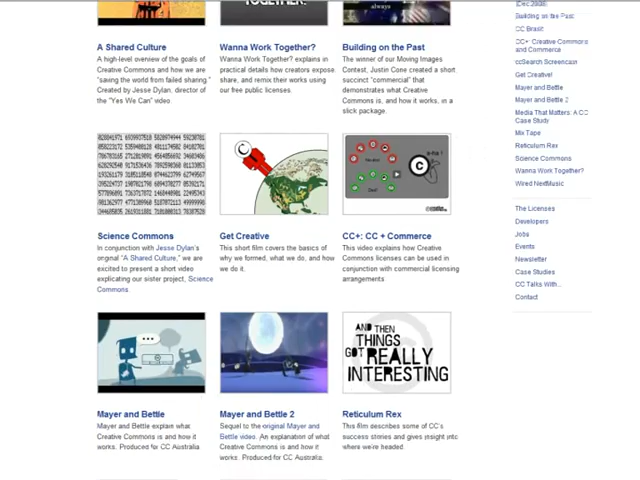 TOGETHER.
always
A Shared Culture
A high-level overview of the goals of
Creative Commons and how we are
"saving the world from failed sharing."
Created by Jesse Dylan, director of
the "Yes We Can" video.
Wanna Work Together?
Wanna Work Together? explains in
practical details how creators expose,
share, and remix their works using
our free public licenses.
Building on the Past
The winner of our Moving Images
Contest, Justin Cone created a short,
succinct "commercial" that
demonstrates what Creative
Commons is, and how it works, in a
slick package.
Science Commons
In conjunction with Jesse Dylan's
original "A Shared Culture," we are
excited to present a short video
explicating our sister project, Science
Commons.
Get Creative
This short film covers the basics of
why we formed, what we do, and how
we do it.
CC+: CC + Commerce
This video explains how Creative
Commons licenses can be used in
conjunction with commercial licensing
arrangements.
AND THEN
THINGS
GOT REALLY
INTERESTING
Mayer and Bettle
Mayer and Bettle explain what
Creative Commons is and how it
works. Produced for CC Australia
Mayer and Bettle 2
Sequel to the original Mayer and
Bettle video. An explanation of what
Creative Commons is and how it
works. Produced for CC Australia.
Reticulum Rex
This film describes some of CC's
success stories and gives insight into
where we're headed.
Building on the Past
CC Brasil
CC+: Creative Commons
and Commerce
ccSearch Screencast
Get Creative!
Mayer and Bettle
Mayer and Bettle 2
Media That Matters: A CC
Case Study
Mix Tape
Reticulum Rex
Science Commons
Wanna Work Together?
Wired NextMusic
The Licenses
Developers
Jobs
Events
Newsletter
Case Studies
CC Talks With...
Contact